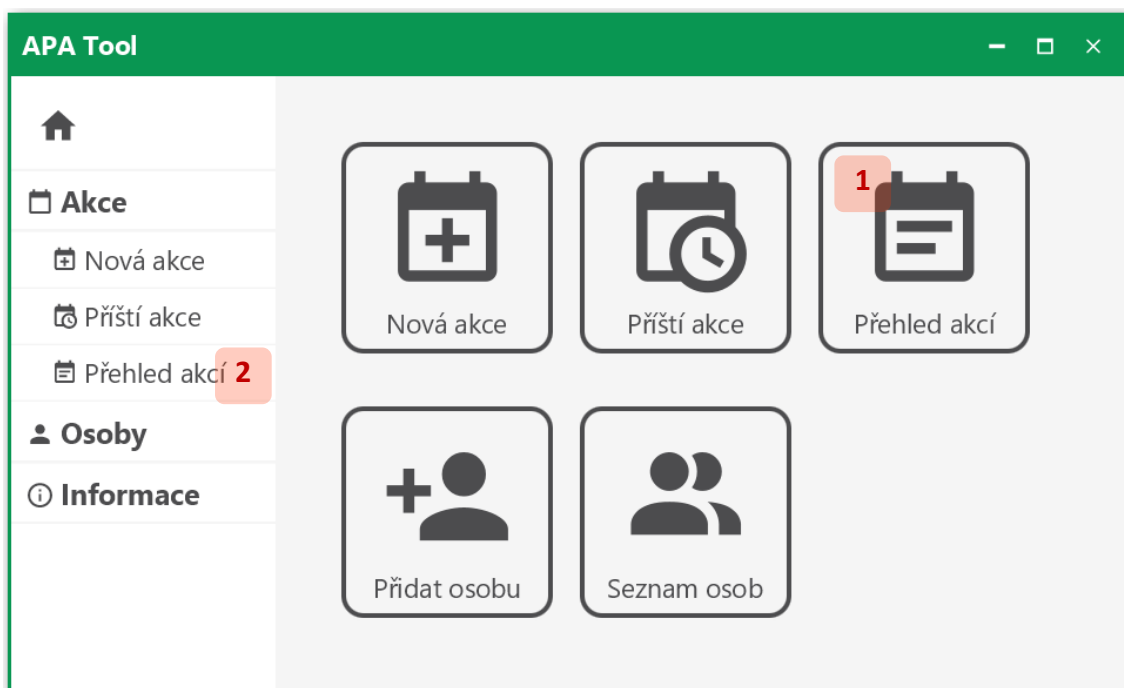 APA Tool
Akce
Nová akce
Příští akce
Přehled akcí 2
Osoby
Informace
1
Nová akce
Příští akce
Přehled akcí
Přidat osobu
Seznam osob